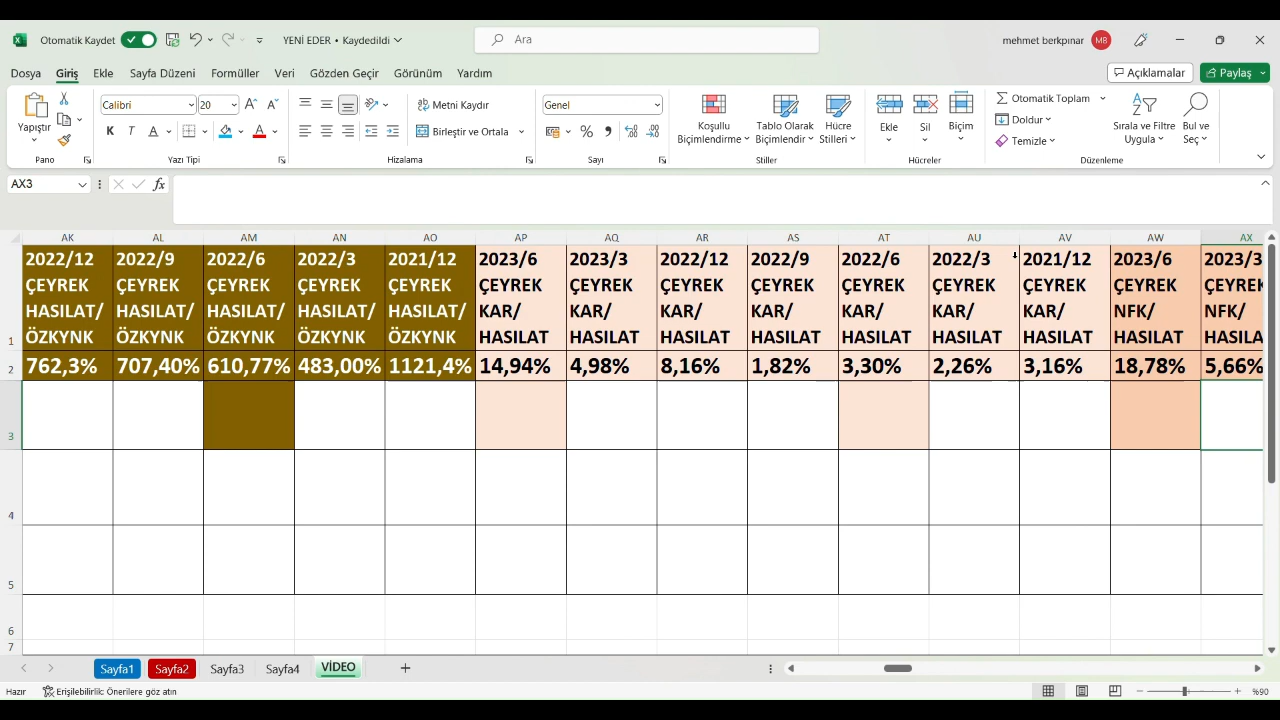 Otomatik Kaydet
YENİ EDER • Kaydedildi
Ara
mehmet berkpınar
MB
Dosya Giriş Ekle Sayfa Düzeni Formüller Veri Gözden Geçir Görünüm Yardım
Açıklamalar
Paylaş
Yapıştır
Calibri 20
K T A
Metni Kaydır
Birleştir ve Ortala
Genel
Koşullu Biçimlendirme
Tablo Olarak Biçimlendir
Hücre Stilleri
Ekle Sil Biçim
Otomatik Toplam
Doldur
Temizle
Sırala ve Filtre Uygula
Bul ve Seç
Pano Yazı Tipi Hizalama Sayı Stiller Hücreler Düzenleme
AX3 fx
AK AL AM AN AO AP AQ AR AS AT AU AV AW AX
2022/12 2022/9 2022/6 2022/3 2021/12 2023/6 2023/3 2022/12 2022/9 2022/6 2022/3 2021/12 2023/6 2023/3
ÇEYREK ÇEYREK ÇEYREK ÇEYREK ÇEYREK ÇEYREK ÇEYREK ÇEYREK ÇEYREK ÇEYREK ÇEYREK ÇEYREK ÇEYREK ÇEYREK
HASILAT/ HASILAT/ HASILAT/ HASILAT/ HASILAT/ KAR/ KAR/ KAR/ KAR/ KAR/ KAR/ KAR/ NFK/ NFK/
1 ÖZKYNK ÖZKYNK ÖZKYNK ÖZKYNK ÖZKYNK HASILAT HASILAT HASILAT HASILAT HASILAT HASILAT HASILAT HASILAT HASILA
2 762,3% 707,40% 610,77% 483,00% 1121,4% 14,94% 4,98% 8,16% 1,82% 3,30% 2,26% 3,16% 18,78% 5,66%
3
4
5
6
7
Sayfa1 Sayfa2 Sayfa3 Sayfa4 VİDEO
Hazır Erişilebilirlik: Önerilere göz atın %90